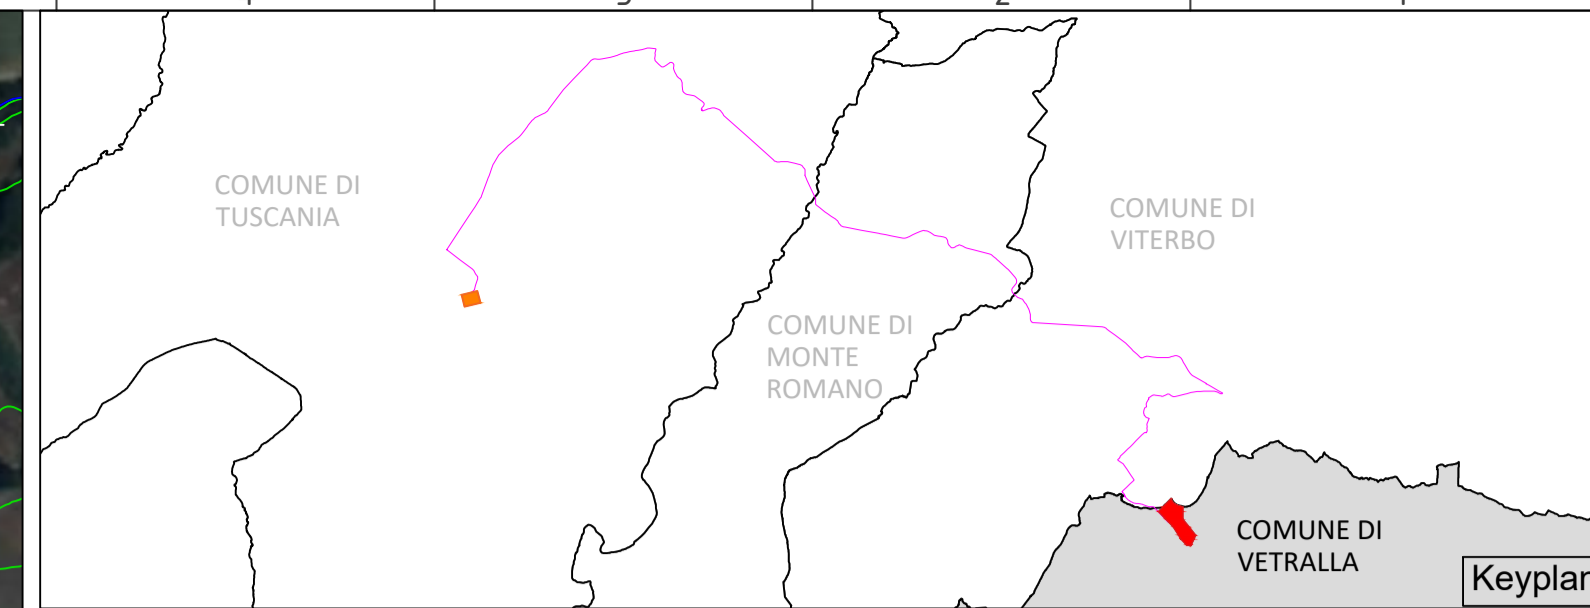 COMUNE DI
TUSCANIA
COMUNE DI
VITERBO
COMUNE DI
MONTE
ROMANO
COMUNE DI
VETRALLA